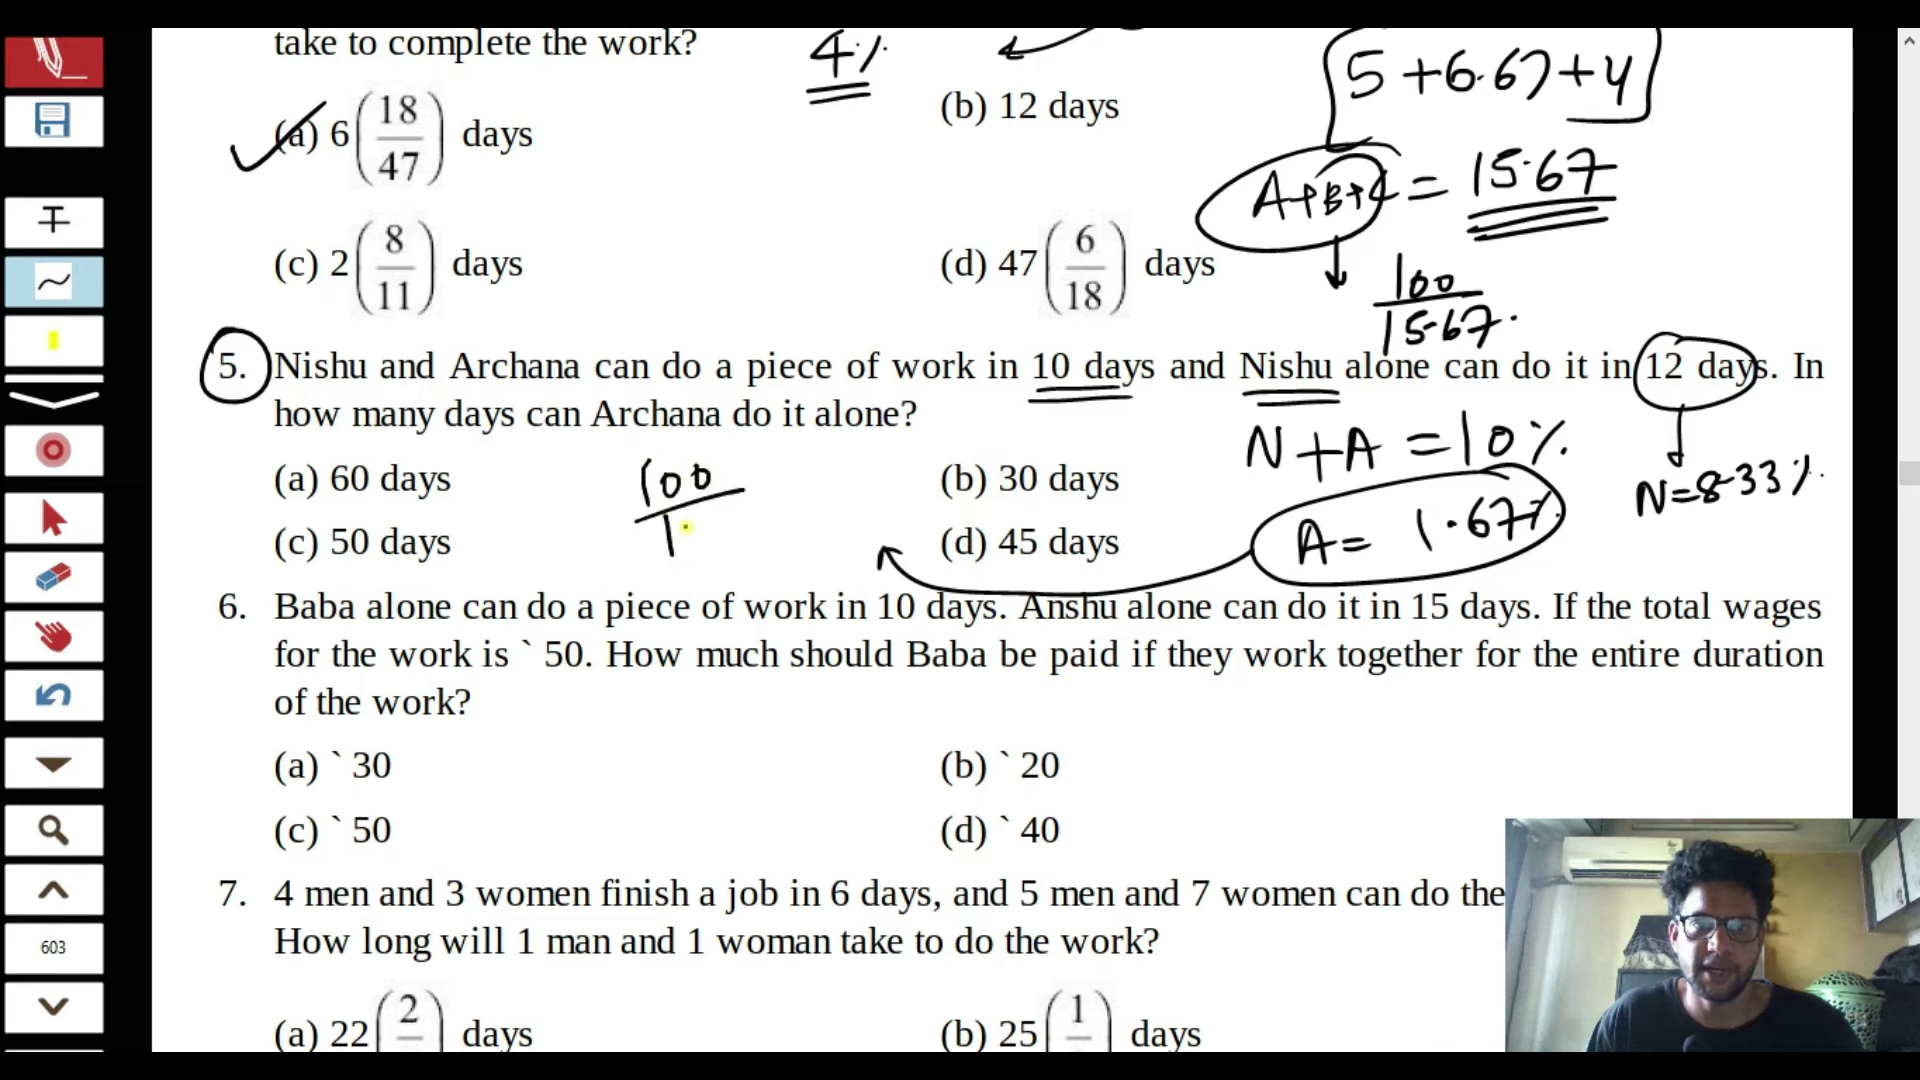 take to complete the work?
4%
5 + 6.67 + 4
(a) 6(18/47) days
(b) 12 days
A+B+C = 15.67
(c) 2(8/11) days
(d) 47(6/18) days
100/15.67
5. Nishu and Archana can do a piece of work in 10 days and Nishu alone can do it in 12 days. In
how many days can Archana do it alone?
N+A = 10%
N=8.33%
(a) 60 days
(b) 30 days
100/1.
A = 1.67%
(c) 50 days
(d) 45 days
6. Baba alone can do a piece of work in 10 days. Anshu alone can do it in 15 days. If the total wages
for the work is ` 50. How much should Baba be paid if they work together for the entire duration
of the work?
(a) ` 30
(b) ` 20
(c) ` 50
(d) ` 40
7. 4 men and 3 women finish a job in 6 days, and 5 men and 7 women can do the
How long will 1 man and 1 woman take to do the work?
(a) 22(2 days
(b) 25(1 days
603